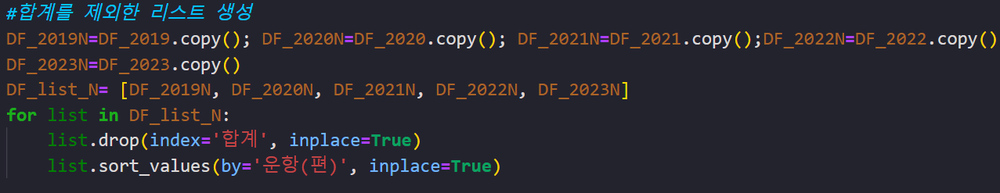 #합계를 제외한 리스트 생성
DF_2019N=DF_2019.copy(); DF_2020N=DF_2020.copy(); DF_2021N=DF_2021.copy();DF_2022N=DF_2022.copy()
DF_2023N=DF_2023.copy()
DF_list_N= [DF_2019N, DF_2020N, DF_2021N, DF_2022N, DF_2023N]
for list in DF_list_N:
    list.drop(index='합계', inplace=True)
    list.sort_values(by='운항(편)', inplace=True)